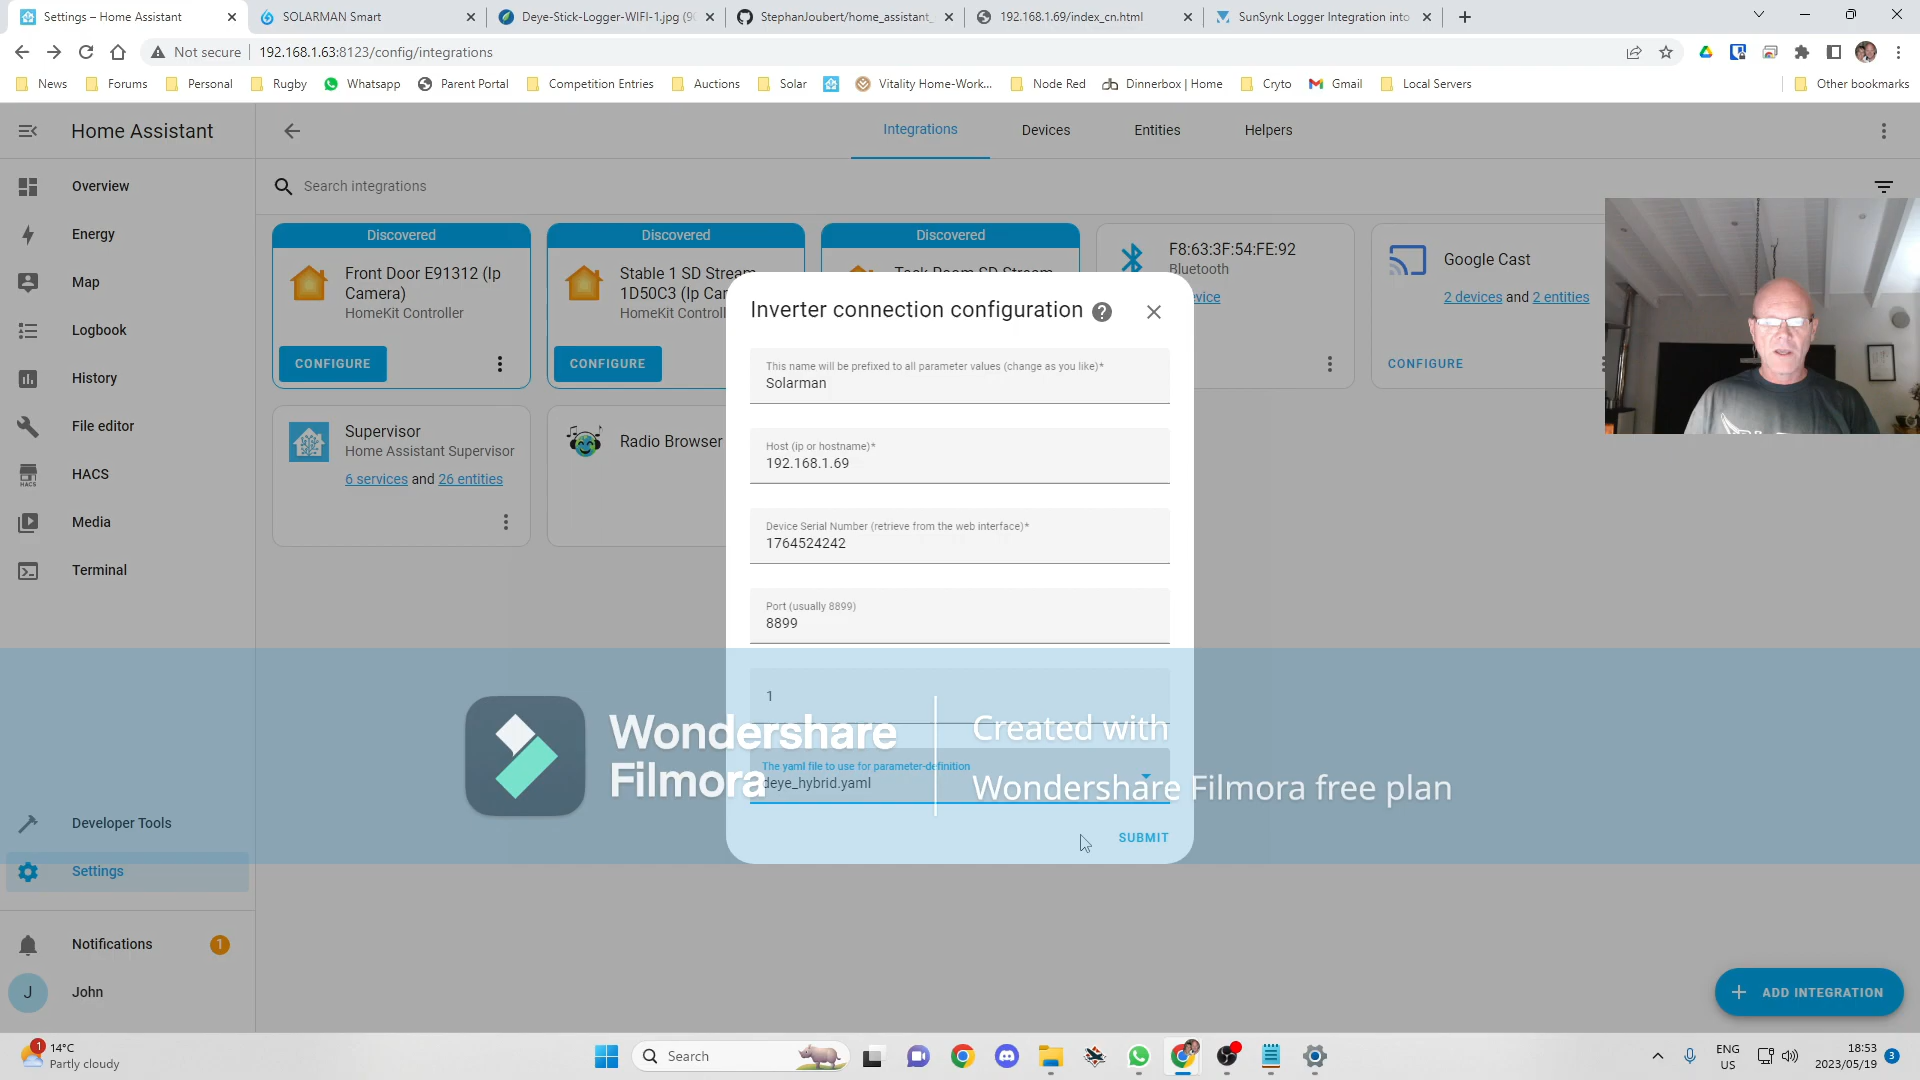 Settings – Home Assistant
SOLARMAN Smart
Deye-Stick-Logger-WIFI-1.jpg (90
StephanJoubert/home_assistant_
192.168.1.69/index_cn.html
SunSynk Logger Integration into
Not secure
192.168.1.63:8123/config/integrations
News
Forums
Personal
Rugby
Whatsapp
Parent Portal
Competition Entries
Auctions
Solar
Vitality Home-Work...
Node Red
Dinnerbox | Home
Cryto
Gmail
Local Servers
Other bookmarks
Home Assistant
Integrations
Devices
Entities
Helpers
Overview
Energy
Map
Logbook
History
File editor
HACS
Media
Terminal
Developer Tools
Settings
Notifications
1
J
John
Search integrations
Discovered
Front Door E91312 (Ip
Camera)
HomeKit Controller
CONFIGURE
Discovered
Stable 1 SD Stream
1D50C3 (Ip Car
HomeKit Controll
CONFIGURE
Discovered
Tack Room SD Stream
F8:63:3F:54:FE:92
Bluetooth
evice
Google Cast
2 devices and 2 entities
CONFIGURE
Supervisor
Home Assistant Supervisor
6 services and 26 entities
Radio Browser
Inverter connection configuration
This name will be prefixed to all parameter values (change as you like)*
Solarman
Host (ip or hostname)*
192.168.1.69
Device Serial Number (retrieve from the web interface)*
1764524242
Port (usually 8899)
8899
1
The yaml file to use for parameter-definition
deye_hybrid.yaml
SUBMIT
Wondershare
Filmora
Created with
Wondershare Filmora free plan
ADD INTEGRATION
1
14°C
Partly cloudy
Search
ENG
US
18:53
2023/05/19
3